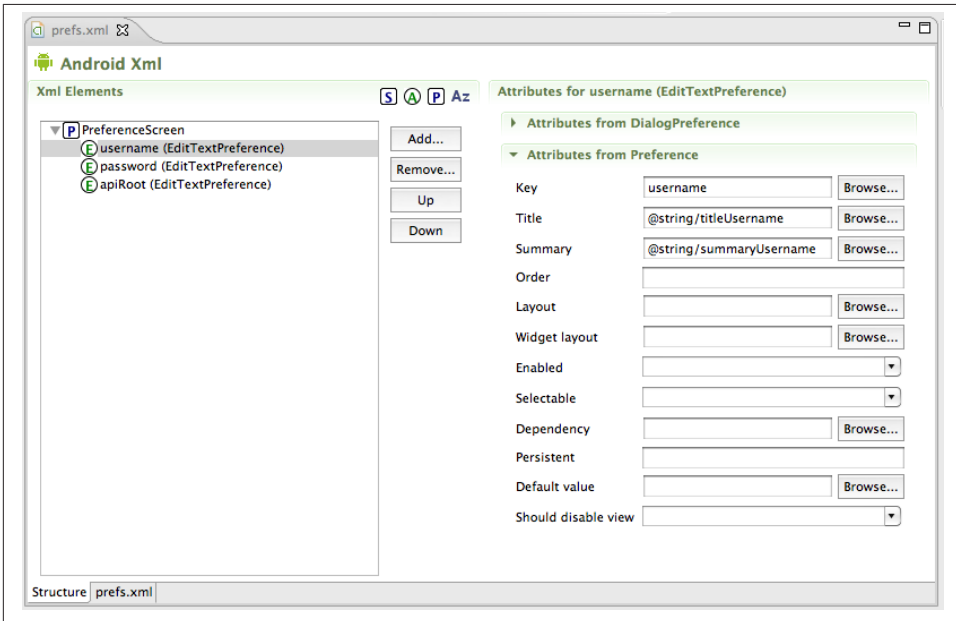 prefs.xml
Android Xml
Xml Elements
S A P Az
P PreferenceScreen
E username (EditTextPreference)
E password (EditTextPreference)
E apiRoot (EditTextPreference)
Add...
Remove...
Up
Down
Attributes for username (EditTextPreference)
Attributes from DialogPreference
Attributes from Preference
Key username Browse...
Title @string/titleUsername Browse...
Summary @string/summaryUsername Browse...
Order
Layout Browse...
Widget layout Browse...
Enabled
Selectable
Dependency Browse...
Persistent
Default value Browse...
Should disable view
Structure prefs.xml